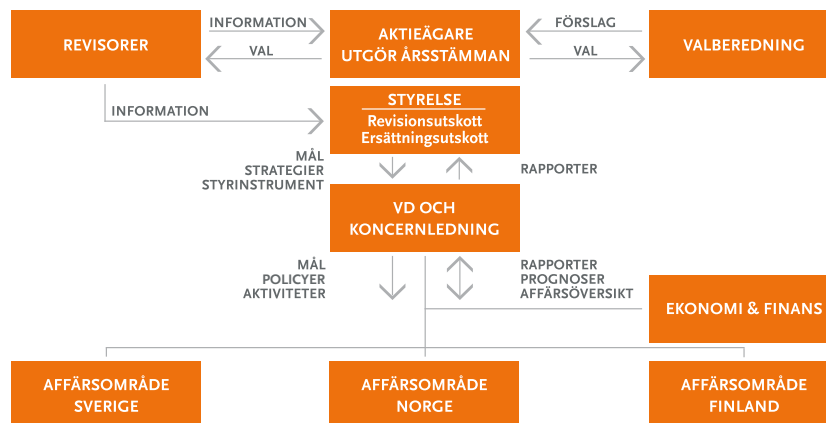 REVISORER
INFORMATION
VAL
AKTIEÄGARE
UTGÖR ÅRSSTÄMMAN
FÖRSLAG
VAL
VALBEREDNING
INFORMATION
STYRELSE
Revisionsutskott
Ersättningsutskott
MÅL
STRATEGIER
STYRINSTRUMENT
RAPPORTER
VD OCH
KONCERNLEDNING
MÅL
POLICYER
AKTIVITETER
RAPPORTER
PROGNOSER
AFFÄRSÖVERSIKT
EKONOMI & FINANS
AFFÄRSOMRÅDE
SVERIGE
AFFÄRSOMRÅDE
NORGE
AFFÄRSOMRÅDE
FINLAND